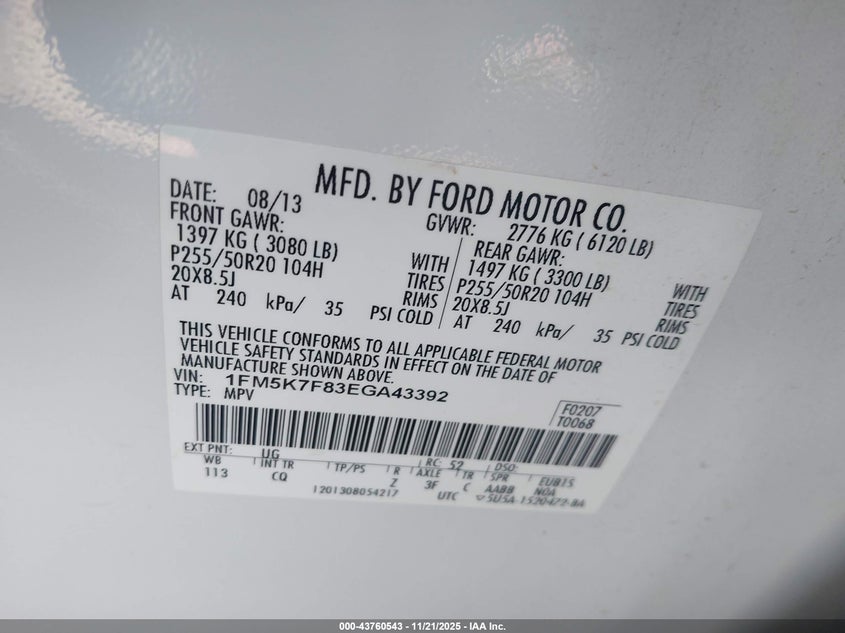 MFD. BY FORD MOTOR CO.
DATE: 08/13
GVWR: 2776 KG ( 6120 LB)
FRONT GAWR:
1397 KG ( 3080 LB) WITH
P255/50R20 104H TIRES
20X8.5J RIMS
AT 240 kPa/ 35 PSI COLD
REAR GAWR:
1497 KG ( 3300 LB) WITH
P255/50R20 104H TIRES
20X8.5J RIMS
AT 240 kPa/ 35 PSI COLD
THIS VEHICLE CONFORMS TO ALL APPLICABLE FEDERAL MOTOR
VEHICLE SAFETY STANDARDS IN EFFECT ON THE DATE OF
MANUFACTURE SHOWN ABOVE.
VIN: 1FM5K7F83EGA43392
TYPE: MPV
F0207
T0068
EXT PNT: UG RC: 52 DSO:
WB INT TR TP/PS R AXLE TR SPR EUB15
113 CQ Z 3F C AABB N0A
1201308054217 UTC 5U5A-1520472-BA
000-43760543 - 11/21/2025 - IAA Inc.